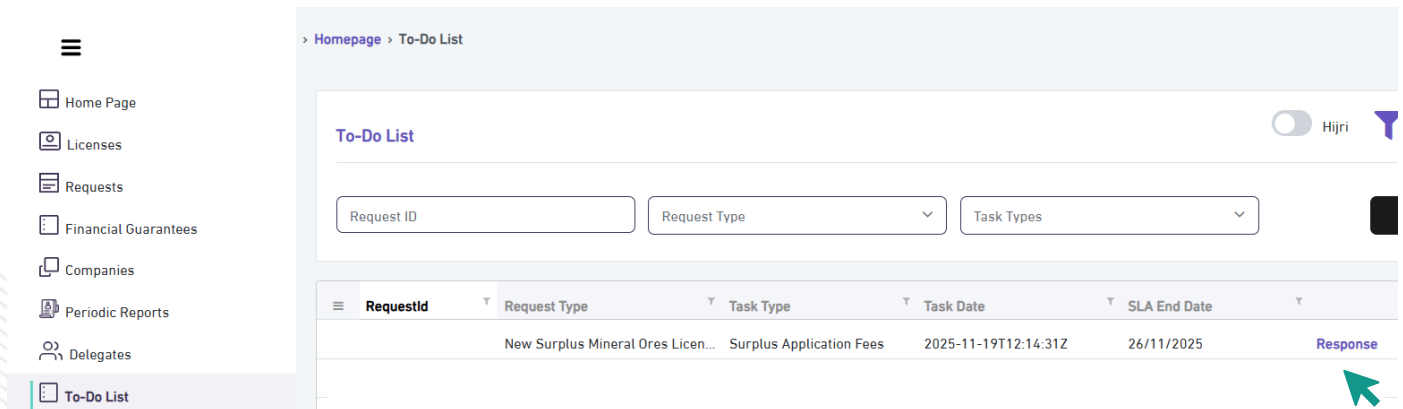 › Homepage › To-Do List
Home Page
Licenses
Requests
Financial Guarantees
Companies
Periodic Reports
Delegates
To-Do List
To-Do List
Hijri
Request ID
Request Type
Task Types
RequestId Request Type Task Type Task Date SLA End Date
New Surplus Mineral Ores Licen... Surplus Application Fees 2025-11-19T12:14:31Z 26/11/2025 Response